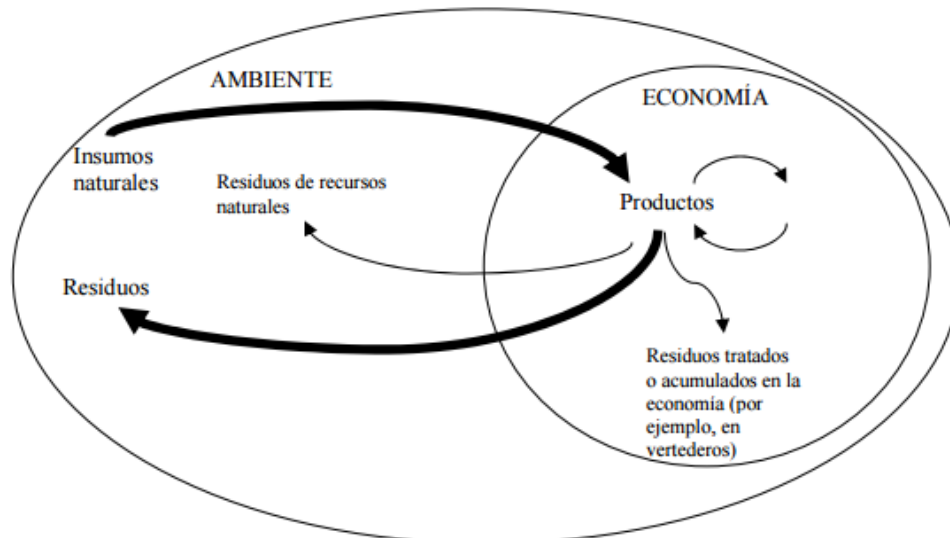 AMBIENTE
ECONOMÍA
Insumos
naturales
Residuos de recursos
naturales
Productos
Residuos
Residuos tratados
o acumulados en la
economía (por
ejemplo, en
vertederos)